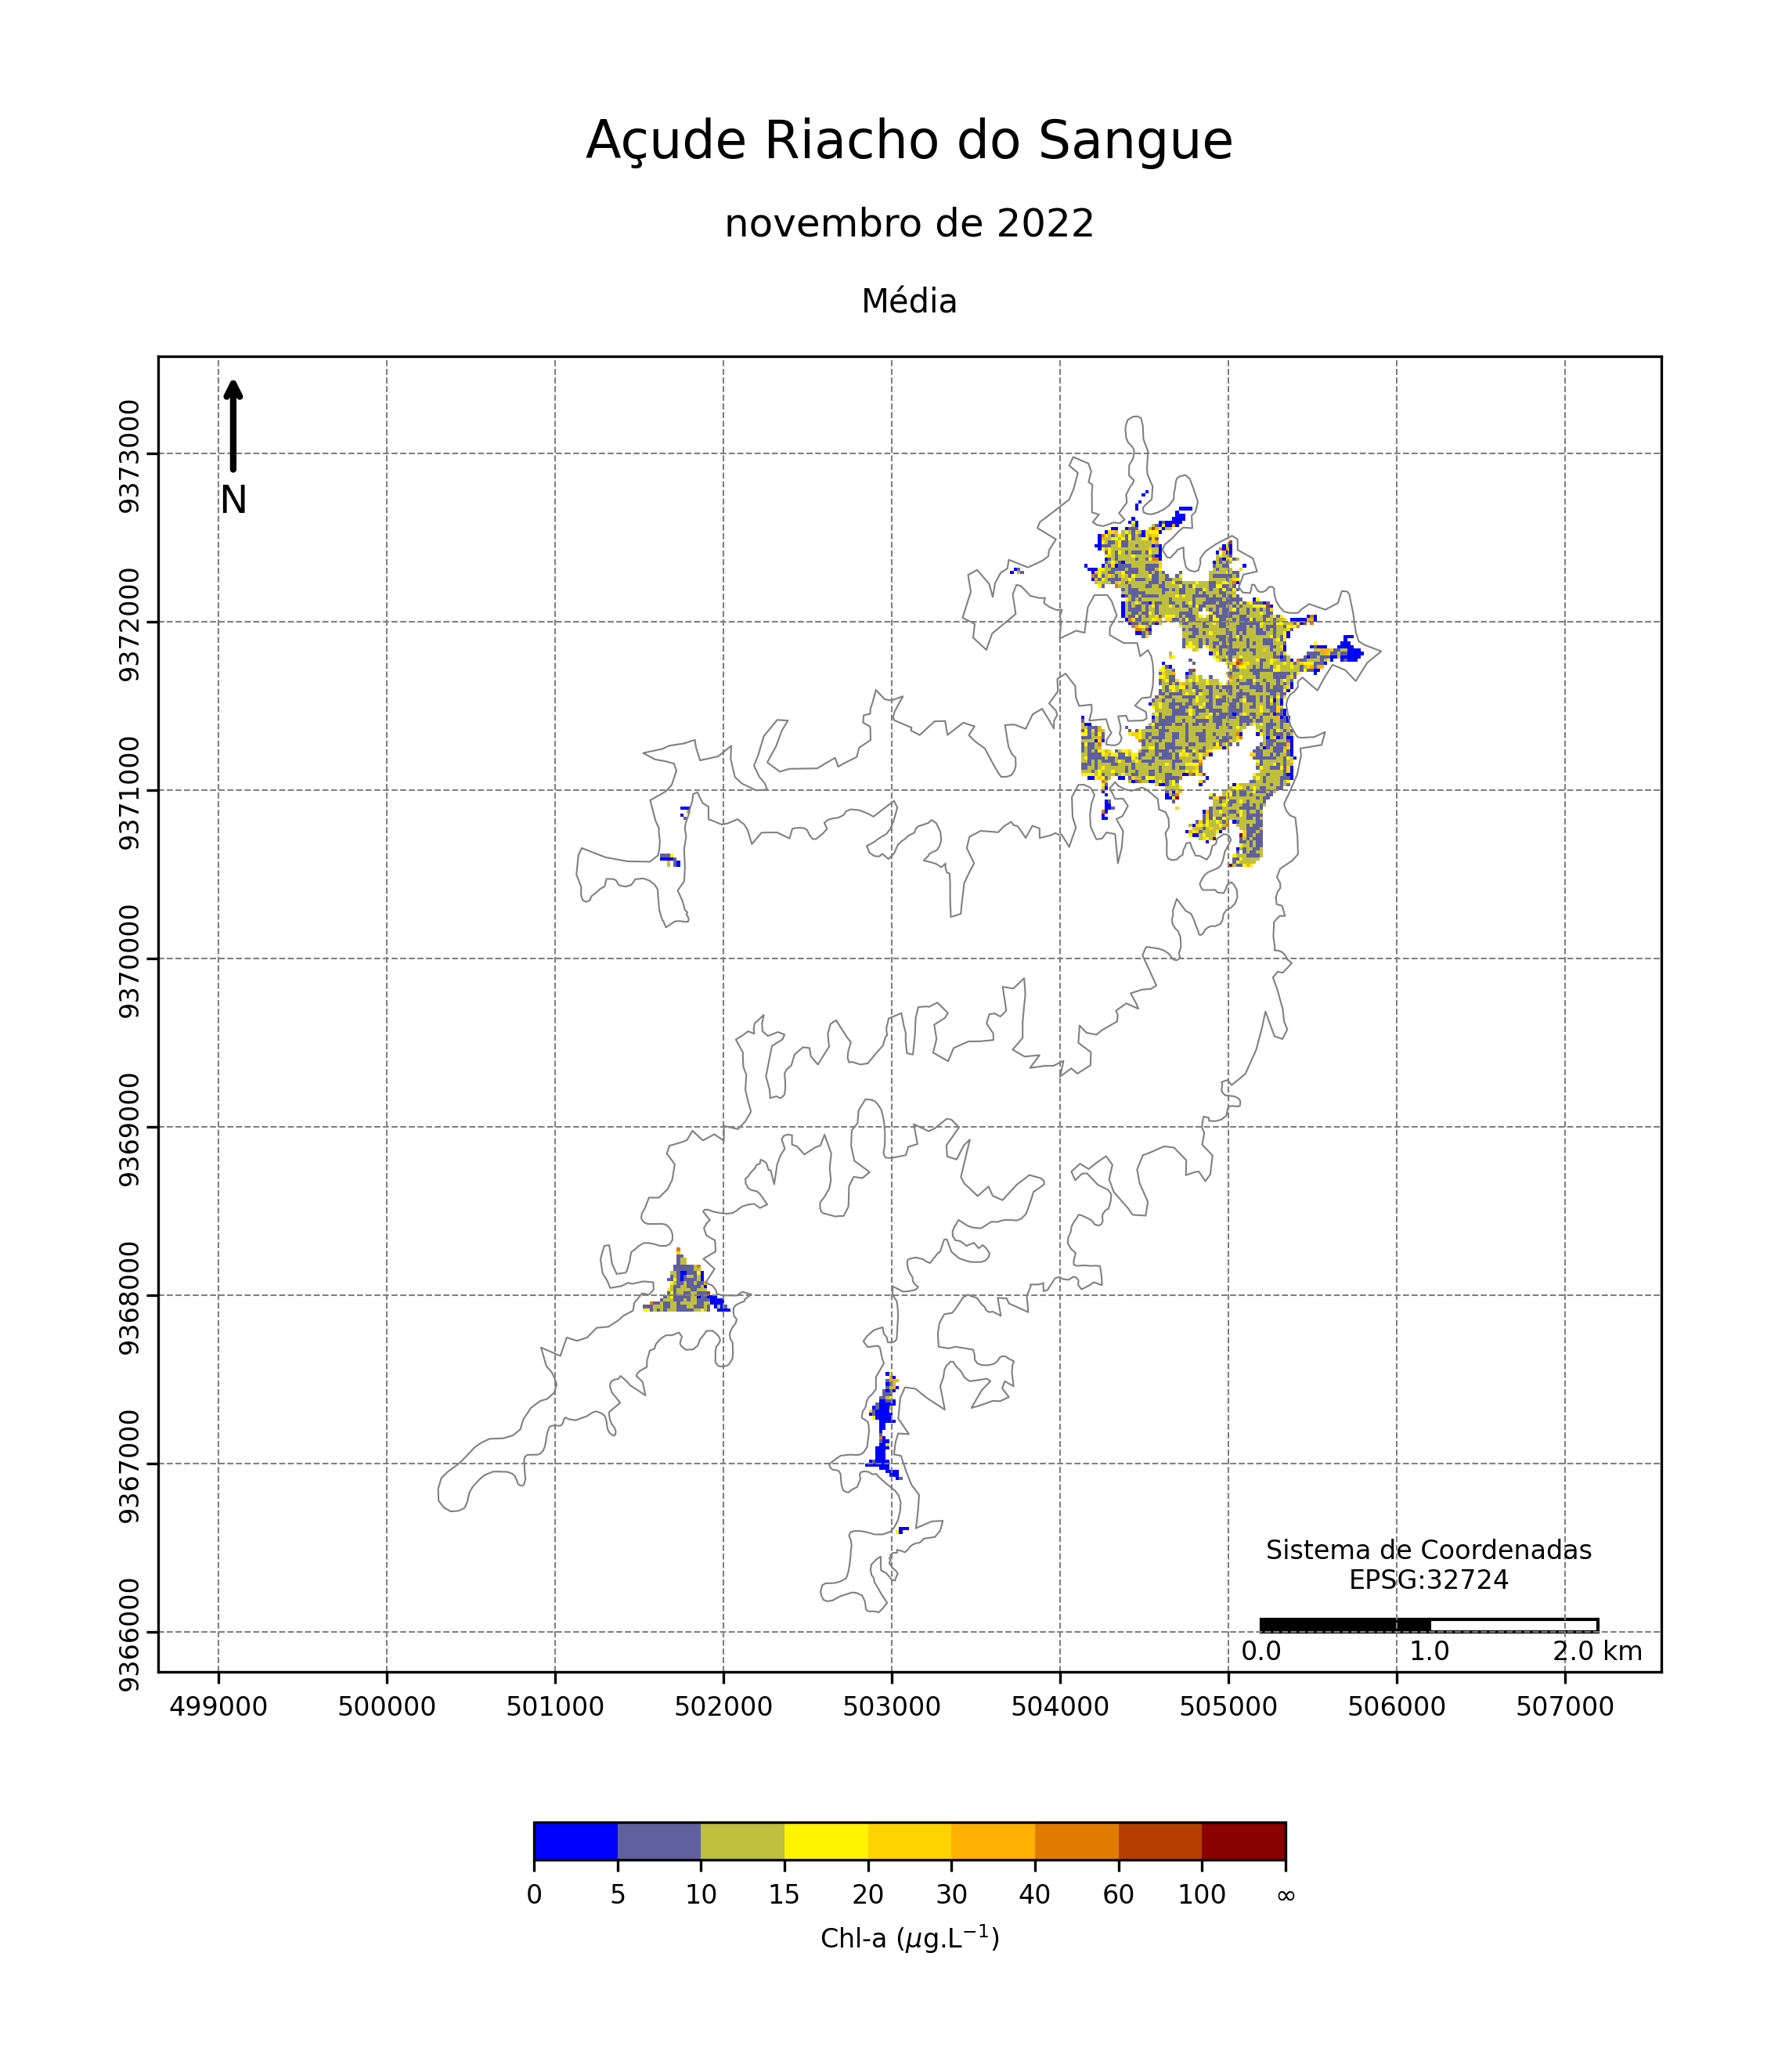 Açude Riacho do Sangue
novembro de 2022
Média
N
9373000
9372000
9371000
9370000
9369000
9368000
9367000
9366000
Sistema de Coordenadas
EPSG:32724
0.0 1.0 2.0 km
499000 500000 501000 502000 503000 504000 505000 506000 507000
0 5 10 15 20 30 40 60 100 ∞
Chl-a (μg.L⁻¹)